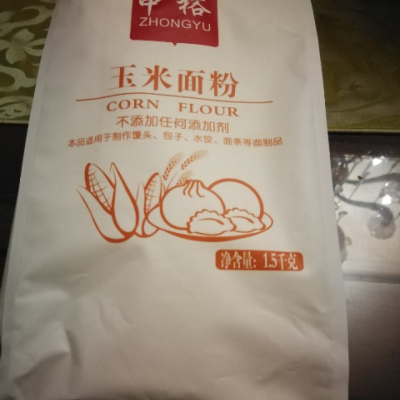 中裕
ZHONGYU
玉米面粉
CORN FLOUR
不添加任何添加剂
本品适用于制作馒头、包子、水饺、面条等面制品
净含量：1.5千克